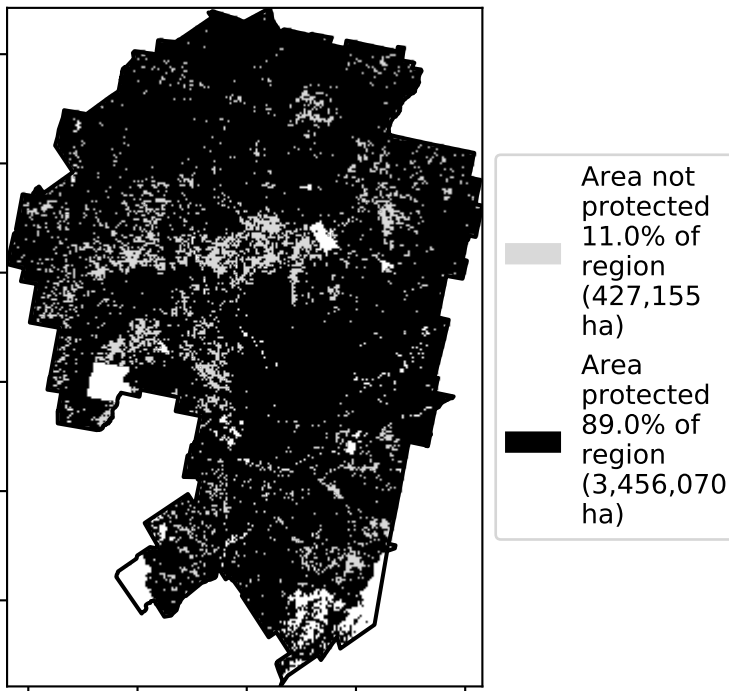 Area not
protected
11.0% of
region
(427,155
ha)
Area
protected
89.0% of
region
(3,456,070
ha)